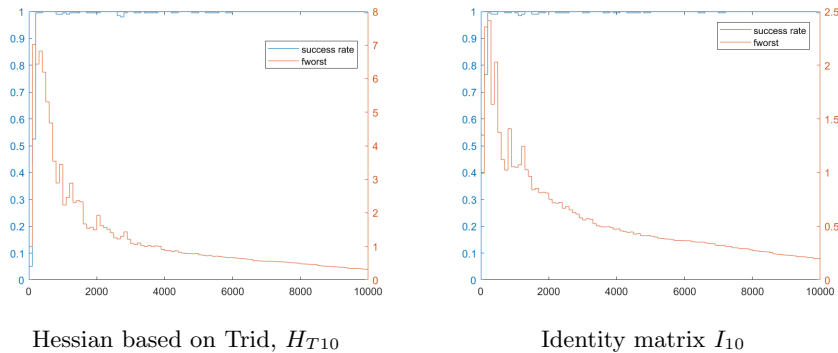 1 8 1 2.5
0.9 0.9
7
0.8 success rate 0.8 success rate
fworst fworst
2
0.7 6 0.7
0.6 5 0.6
1.5
0.5 4 0.5
0.4 0.4
3 1
0.3 0.3
0.2 2 0.2
0.5
0.1 1 0.1
0 0 0 0
0 2000 4000 6000 8000 10000 0 2000 4000 6000 8000 10000
Hessian based on Trid, H_{T10} Identity matrix I_{10}